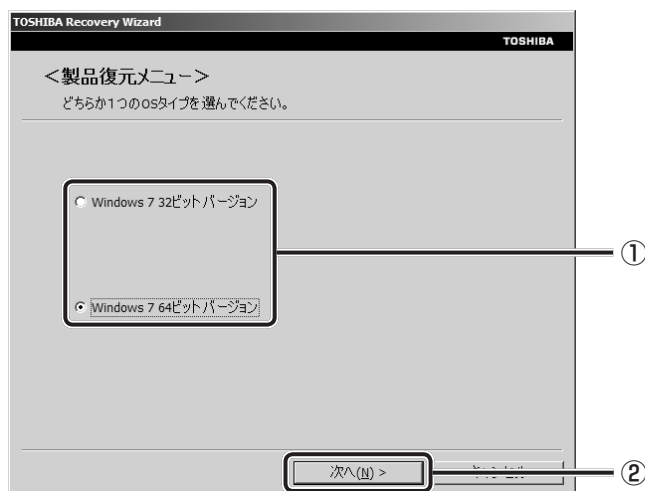 TOSHIBA Recovery Wizard
TOSHIBA
＜製品復元メニュー＞
どちらか1つのOSタイプを選んでください。
Windows 7 32ビットバージョン
①
Windows 7 64ビットバージョン
次へ(N) >
②